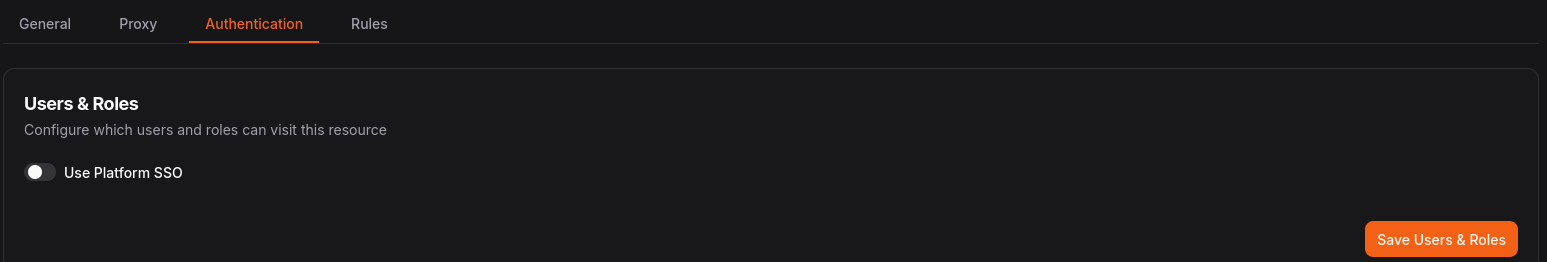 General Proxy Authentication Rules
Users & Roles
Configure which users and roles can visit this resource
Use Platform SSO
Save Users & Roles